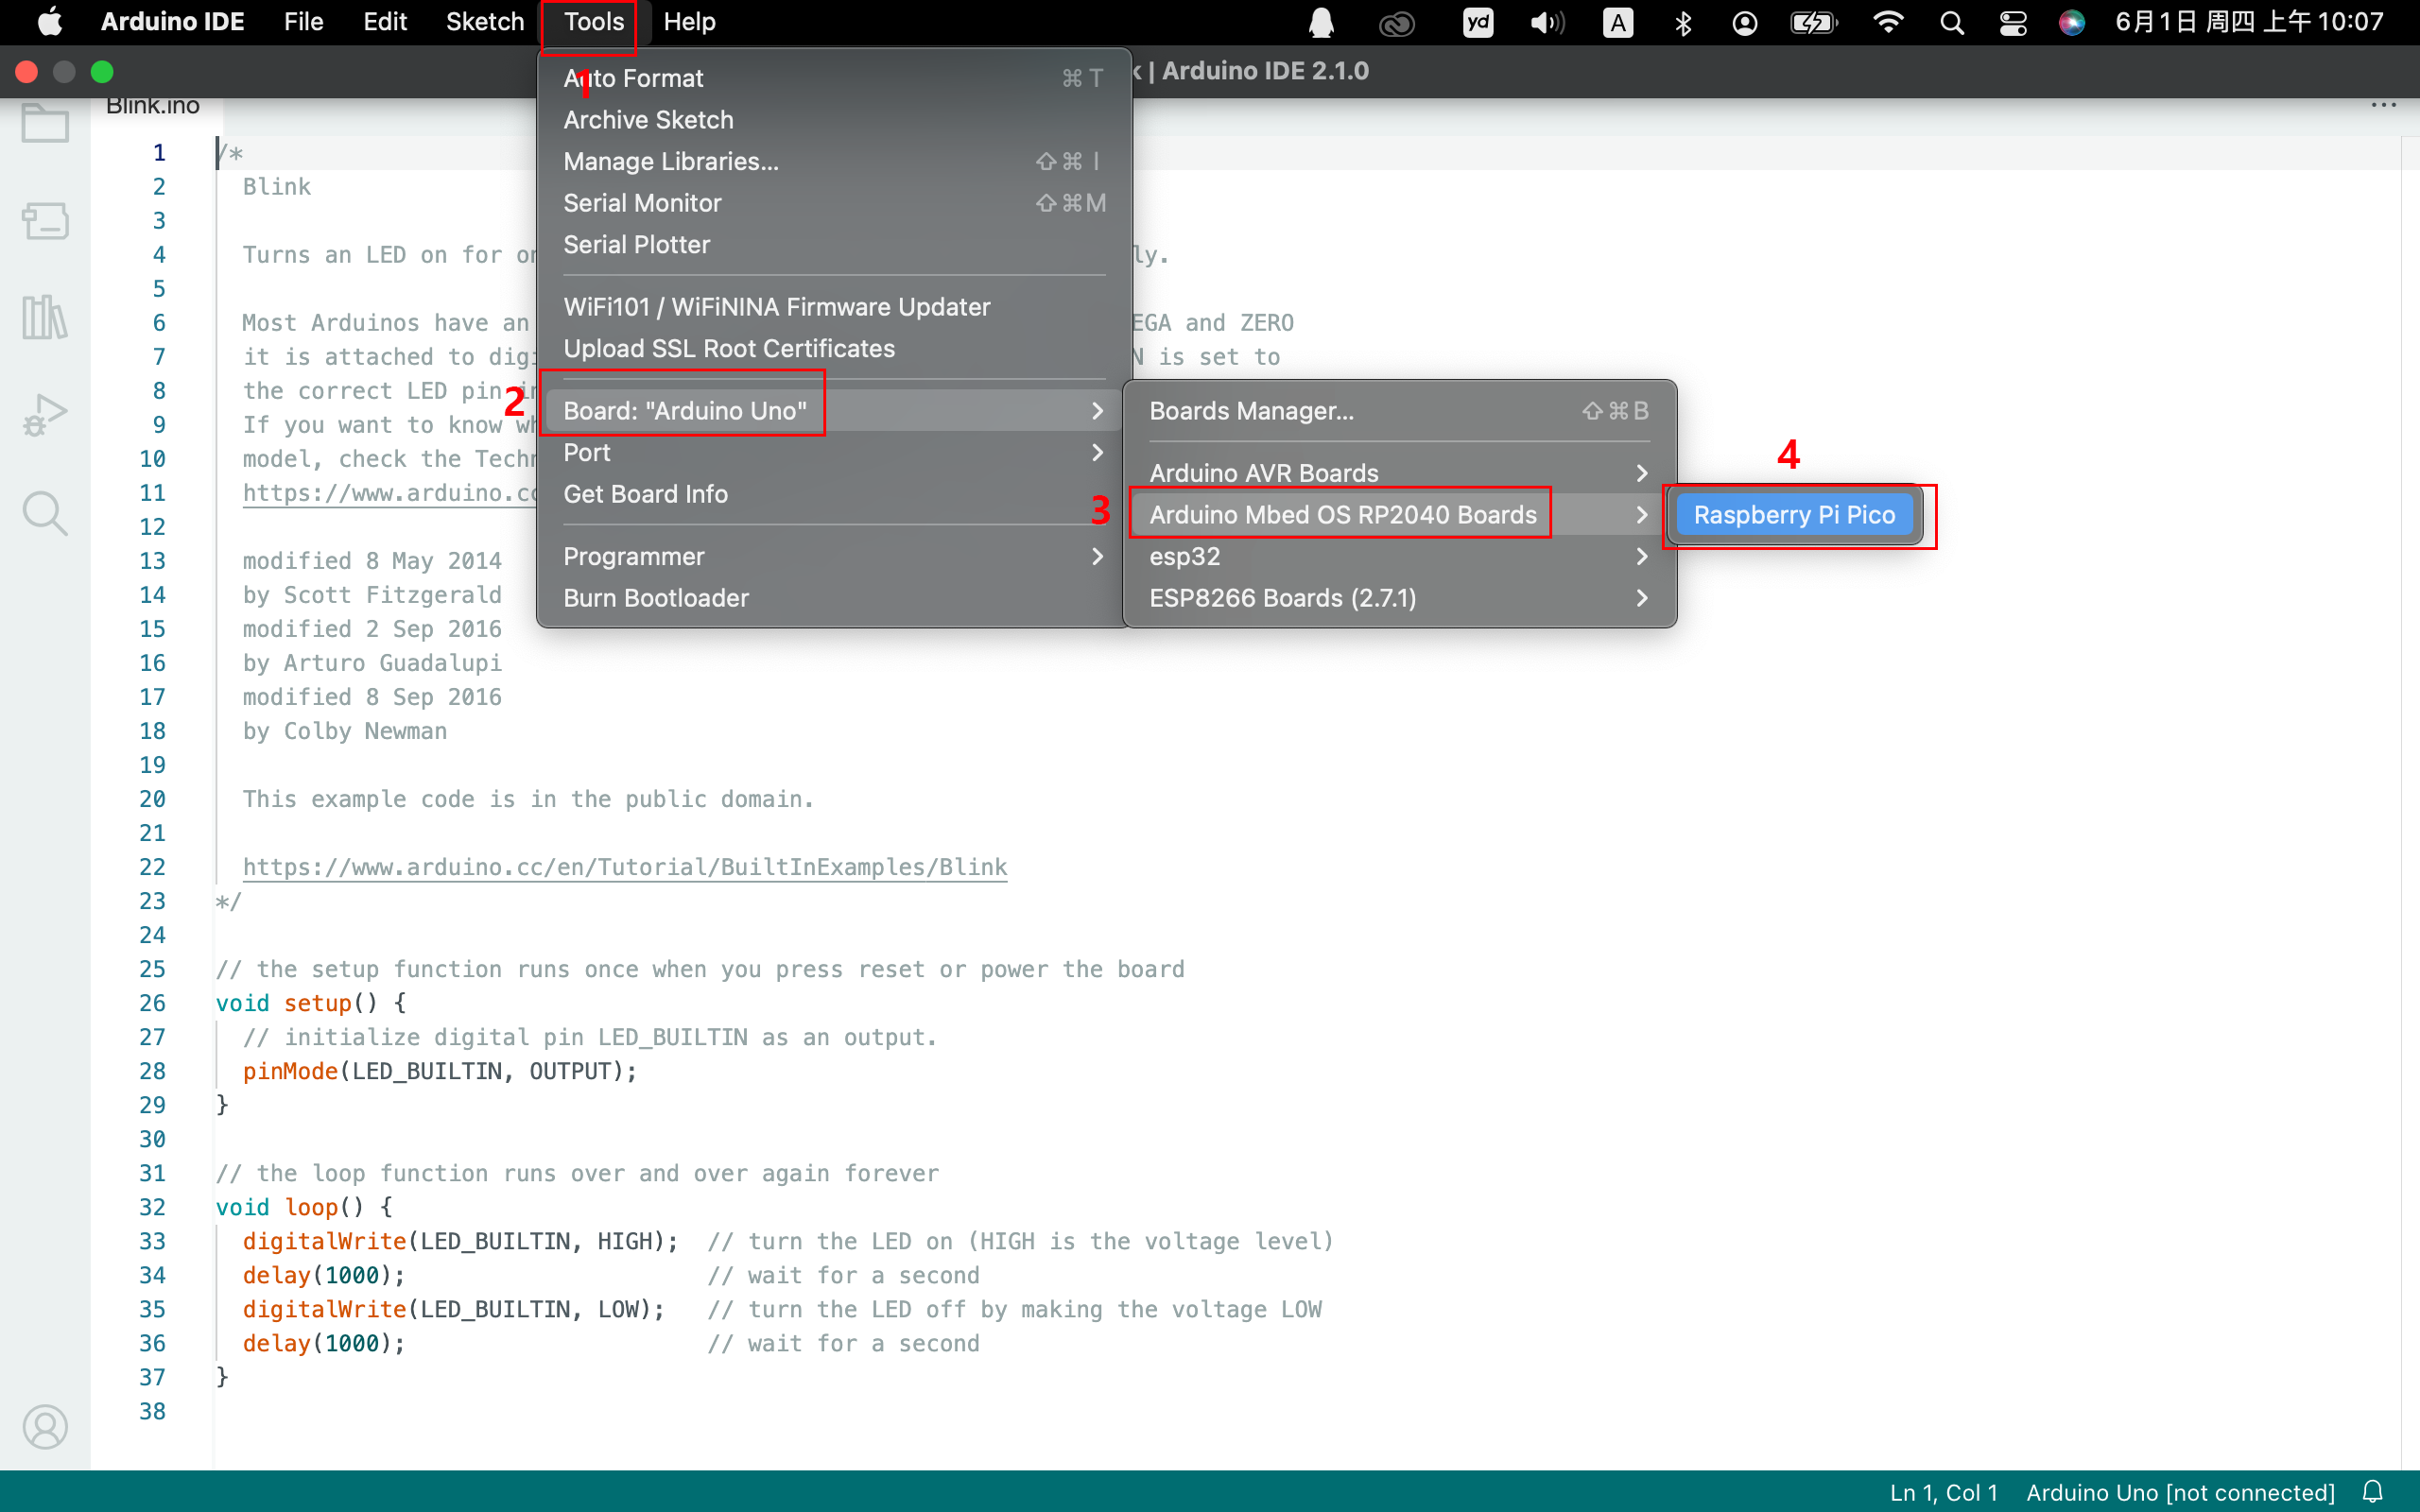 Arduino IDE File Edit Sketch Tools Help yd A 6月1日 周四 上午10:07
k | Arduino IDE 2.1.0
Blink.ino
1
Auto Format ⌘ T
Archive Sketch
Manage Libraries... ⇧ ⌘ I
Serial Monitor ⇧ ⌘ M
Serial Plotter
WiFi101 / WiFiNINA Firmware Updater
Upload SSL Root Certificates
2 Board: "Arduino Uno"
Port
Get Board Info
Programmer
Burn Bootloader
Boards Manager... ⇧ ⌘ B
Arduino AVR Boards
3 Arduino Mbed OS RP2040 Boards
esp32
ESP8266 Boards (2.7.1)
4
Raspberry Pi Pico
1 /*
2 Blink
3
4 Turns an LED on for on ly.
5
6 Most Arduinos have an EGA and ZERO
7 it is attached to digi N is set to
8 the correct LED pin i
9 If you want to know wh
10 model, check the Techn
11 https://www.arduino.cc
12
13 modified 8 May 2014
14 by Scott Fitzgerald
15 modified 2 Sep 2016
16 by Arturo Guadalupi
17 modified 8 Sep 2016
18 by Colby Newman
19
20 This example code is in the public domain.
21
22 https://www.arduino.cc/en/Tutorial/BuiltInExamples/Blink
23 */
24
25 // the setup function runs once when you press reset or power the board
26 void setup() {
27 // initialize digital pin LED_BUILTIN as an output.
28 pinMode(LED_BUILTIN, OUTPUT);
29 }
30
31 // the loop function runs over and over again forever
32 void loop() {
33 digitalWrite(LED_BUILTIN, HIGH); // turn the LED on (HIGH is the voltage level)
34 delay(1000); // wait for a second
35 digitalWrite(LED_BUILTIN, LOW); // turn the LED off by making the voltage LOW
36 delay(1000); // wait for a second
37 }
38
Ln 1, Col 1 Arduino Uno [not connected]